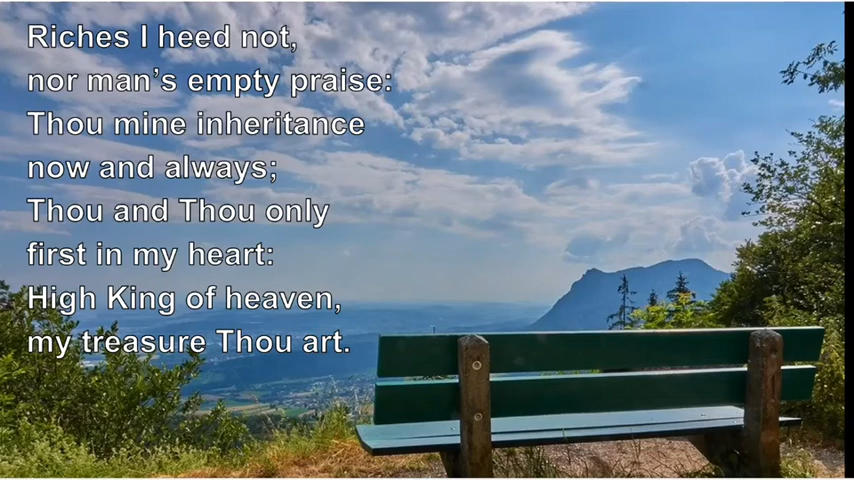 Riches I heed not,
nor man’s empty praise:
Thou mine inheritance
now and always;
Thou and Thou only
first in my heart:
High King of heaven,
my treasure Thou art.